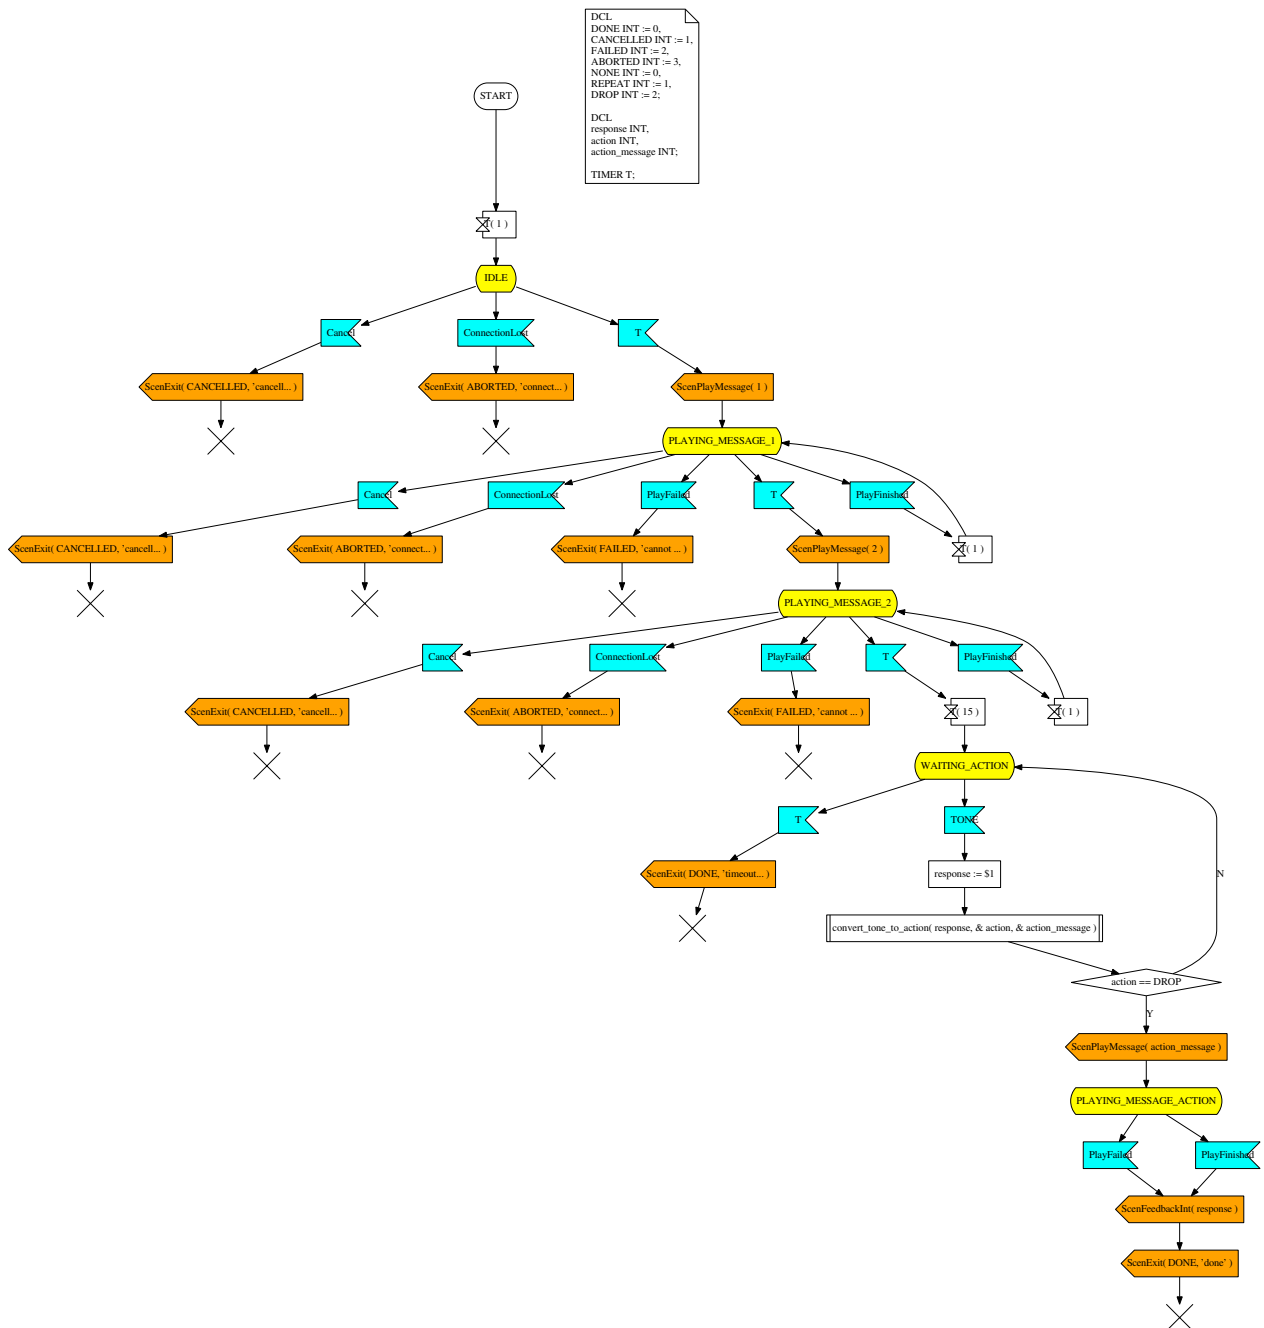 DCL
DONE INT := 0,
CANCELLED INT := 1,
FAILED INT := 2,
ABORTED INT := 3,
NONE INT := 0,
REPEAT INT := 1,
DROP INT := 2;
DCL
response INT,
action INT,
action_message INT;
TIMER T;
START
T( 1 )
IDLE
Cancel
ConnectionLost
T
ScenExit( CANCELLED, 'cancell... )
ScenExit( ABORTED, 'connect... )
ScenPlayMessage( 1 )
PLAYING_MESSAGE_1
Cancel
ConnectionLost
PlayFailed
T
PlayFinished
ScenExit( CANCELLED, 'cancell... )
ScenExit( ABORTED, 'connect... )
ScenExit( FAILED, 'cannot ... )
ScenPlayMessage( 2 )
T( 1 )
PLAYING_MESSAGE_2
Cancel
ConnectionLost
PlayFailed
T
PlayFinished
ScenExit( CANCELLED, 'cancell... )
ScenExit( ABORTED, 'connect... )
ScenExit( FAILED, 'cannot ... )
T( 15 )
T( 1 )
WAITING_ACTION
T
TONE
ScenExit( DONE, 'timeout... )
response := $1
N
convert_tone_to_action( response, & action, & action_message )
action == DROP
Y
ScenPlayMessage( action_message )
PLAYING_MESSAGE_ACTION
PlayFailed
PlayFinished
ScenFeedbackInt( response )
ScenExit( DONE, 'done' )